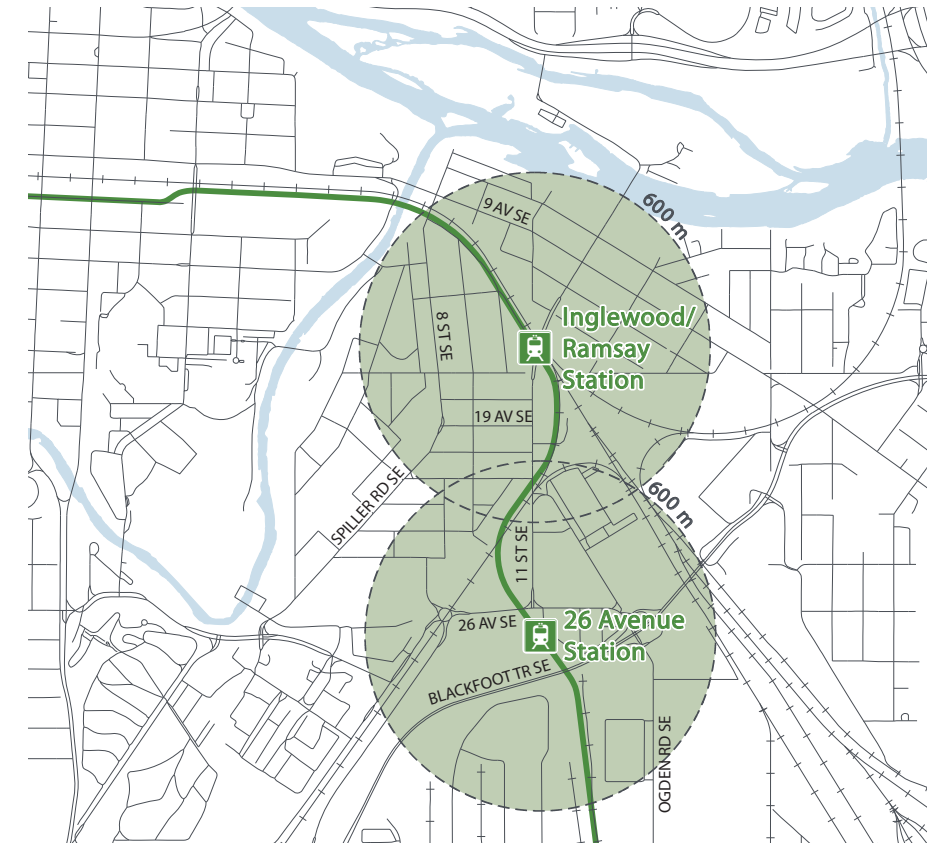 600 m
9 AV SE
Inglewood/
Ramsay
Station
8 ST SE
19 AV SE
SPILLER RD SE
600 m
11 ST SE
26 AV SE
26 Avenue
Station
BLACKFOOT TR SE
OGDEN RD SE